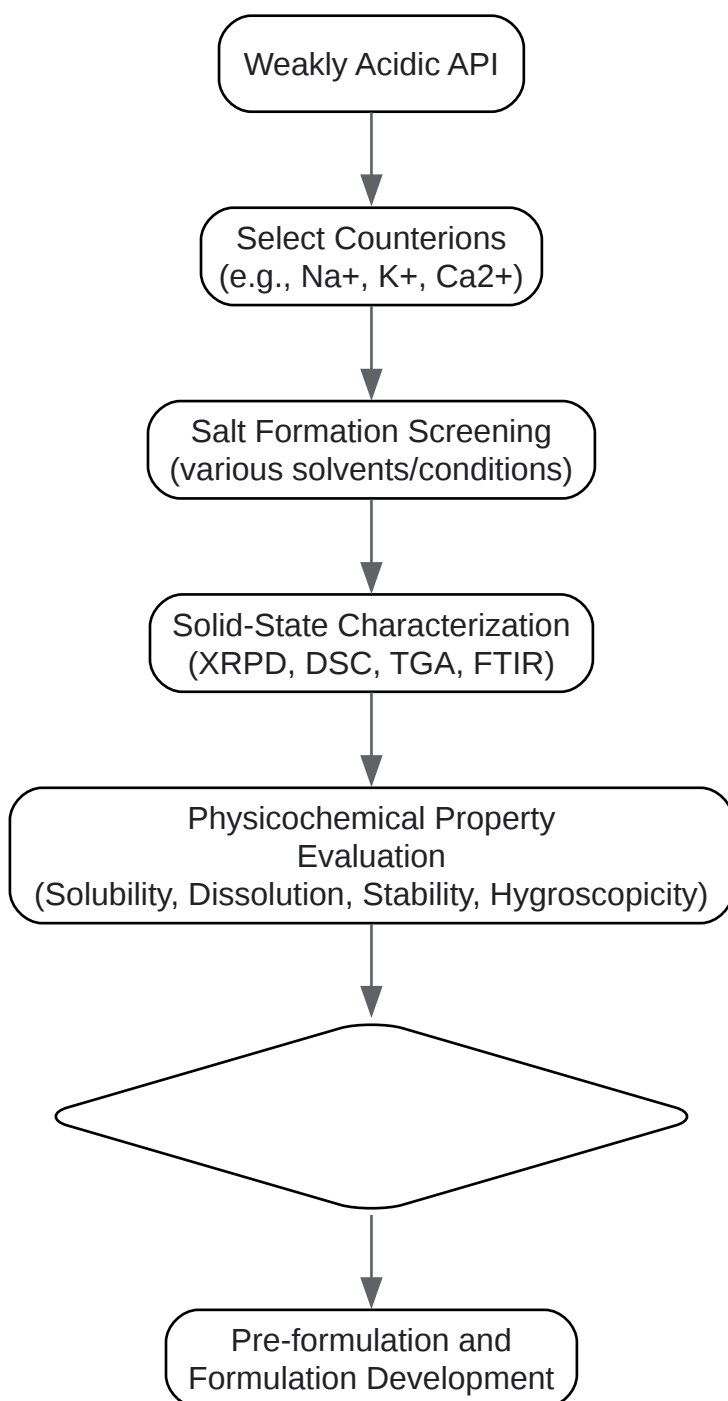 Weakly Acidic API
Select Counterions
(e.g., Na+, K+, Ca2+)
Salt Formation Screening
(various solvents/conditions)
Solid-State Characterization
(XRPD, DSC, TGA, FTIR)
Physicochemical Property
Evaluation
(Solubility, Dissolution, Stability, Hygroscopicity)
Pre-formulation and
Formulation Development